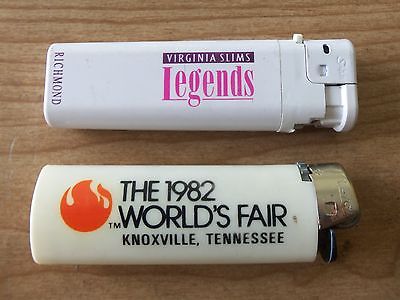 RICHMOND
VIRGINIA SLIMS
Legends
THE 1982
WORLD'S FAIR
TM
KNOXVILLE, TENNESSEE